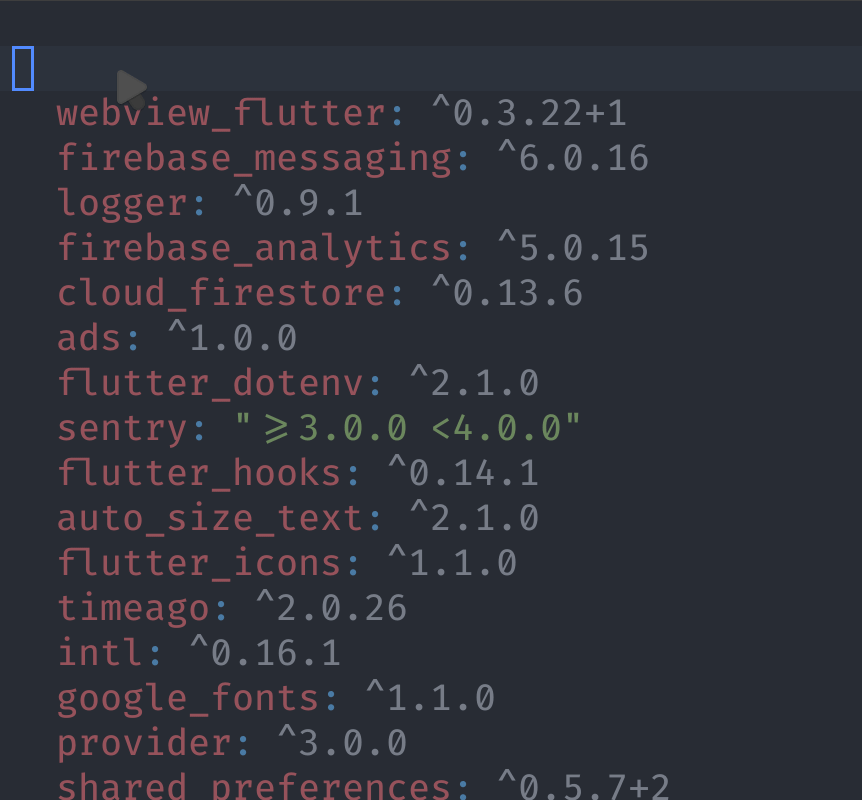 webview_flutter: ^0.3.22+1
firebase_messaging: ^6.0.16
logger: ^0.9.1
firebase_analytics: ^5.0.15
cloud_firestore: ^0.13.6
ads: ^1.0.0
flutter_dotenv: ^2.1.0
sentry: "≥3.0.0 <4.0.0"
flutter_hooks: ^0.14.1
auto_size_text: ^2.1.0
flutter_icons: ^1.1.0
timeago: ^2.0.26
intl: ^0.16.1
google_fonts: ^1.1.0
provider: ^3.0.0
shared_preferences: ^0.5.7+2